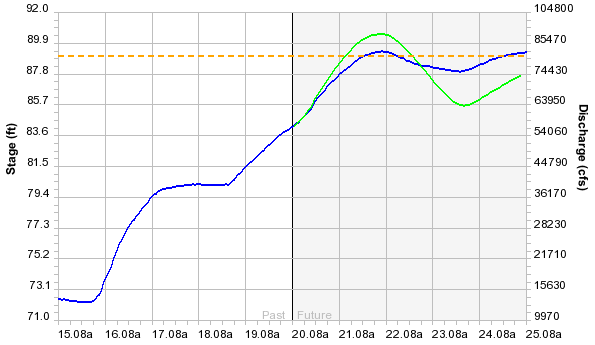 92.0 104800
89.9 85470
87.8 74430
85.7 63950
83.6 54060
81.5 44790
79.4 36170
77.3 28230
75.2 21710
73.1 15630
71.0 9970
Stage (ft)
Discharge (cfs)
Past Future
15.08a 16.08a 17.08a 18.08a 19.08a 20.08a 21.08a 22.08a 23.08a 24.08a 25.08a